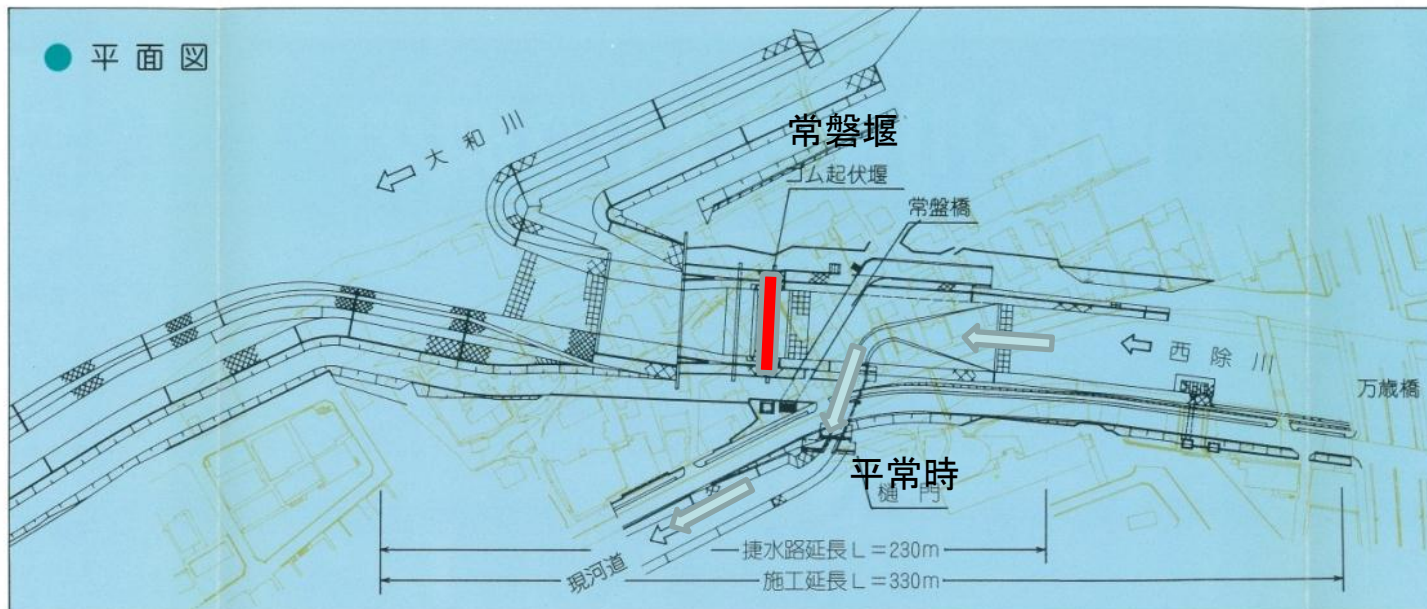 平面図
大和川
常磐堰
ゴム起伏堰
常盤橋
西除川
万歳橋
平常時
樋門
捷水路延長L=230m
現河道
施工延長L=330m